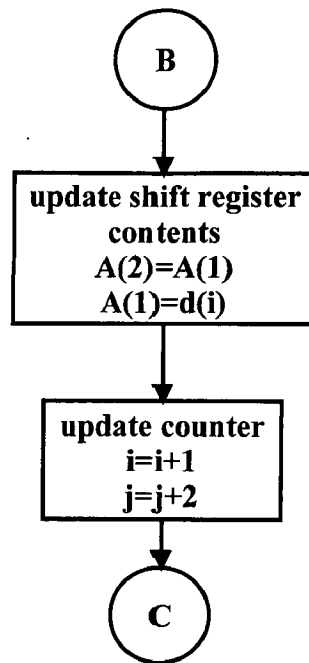 B
update shift register
contents
A(2)=A(1)
A(1)=d(i)
update counter
i=i+1
j=j+2
C